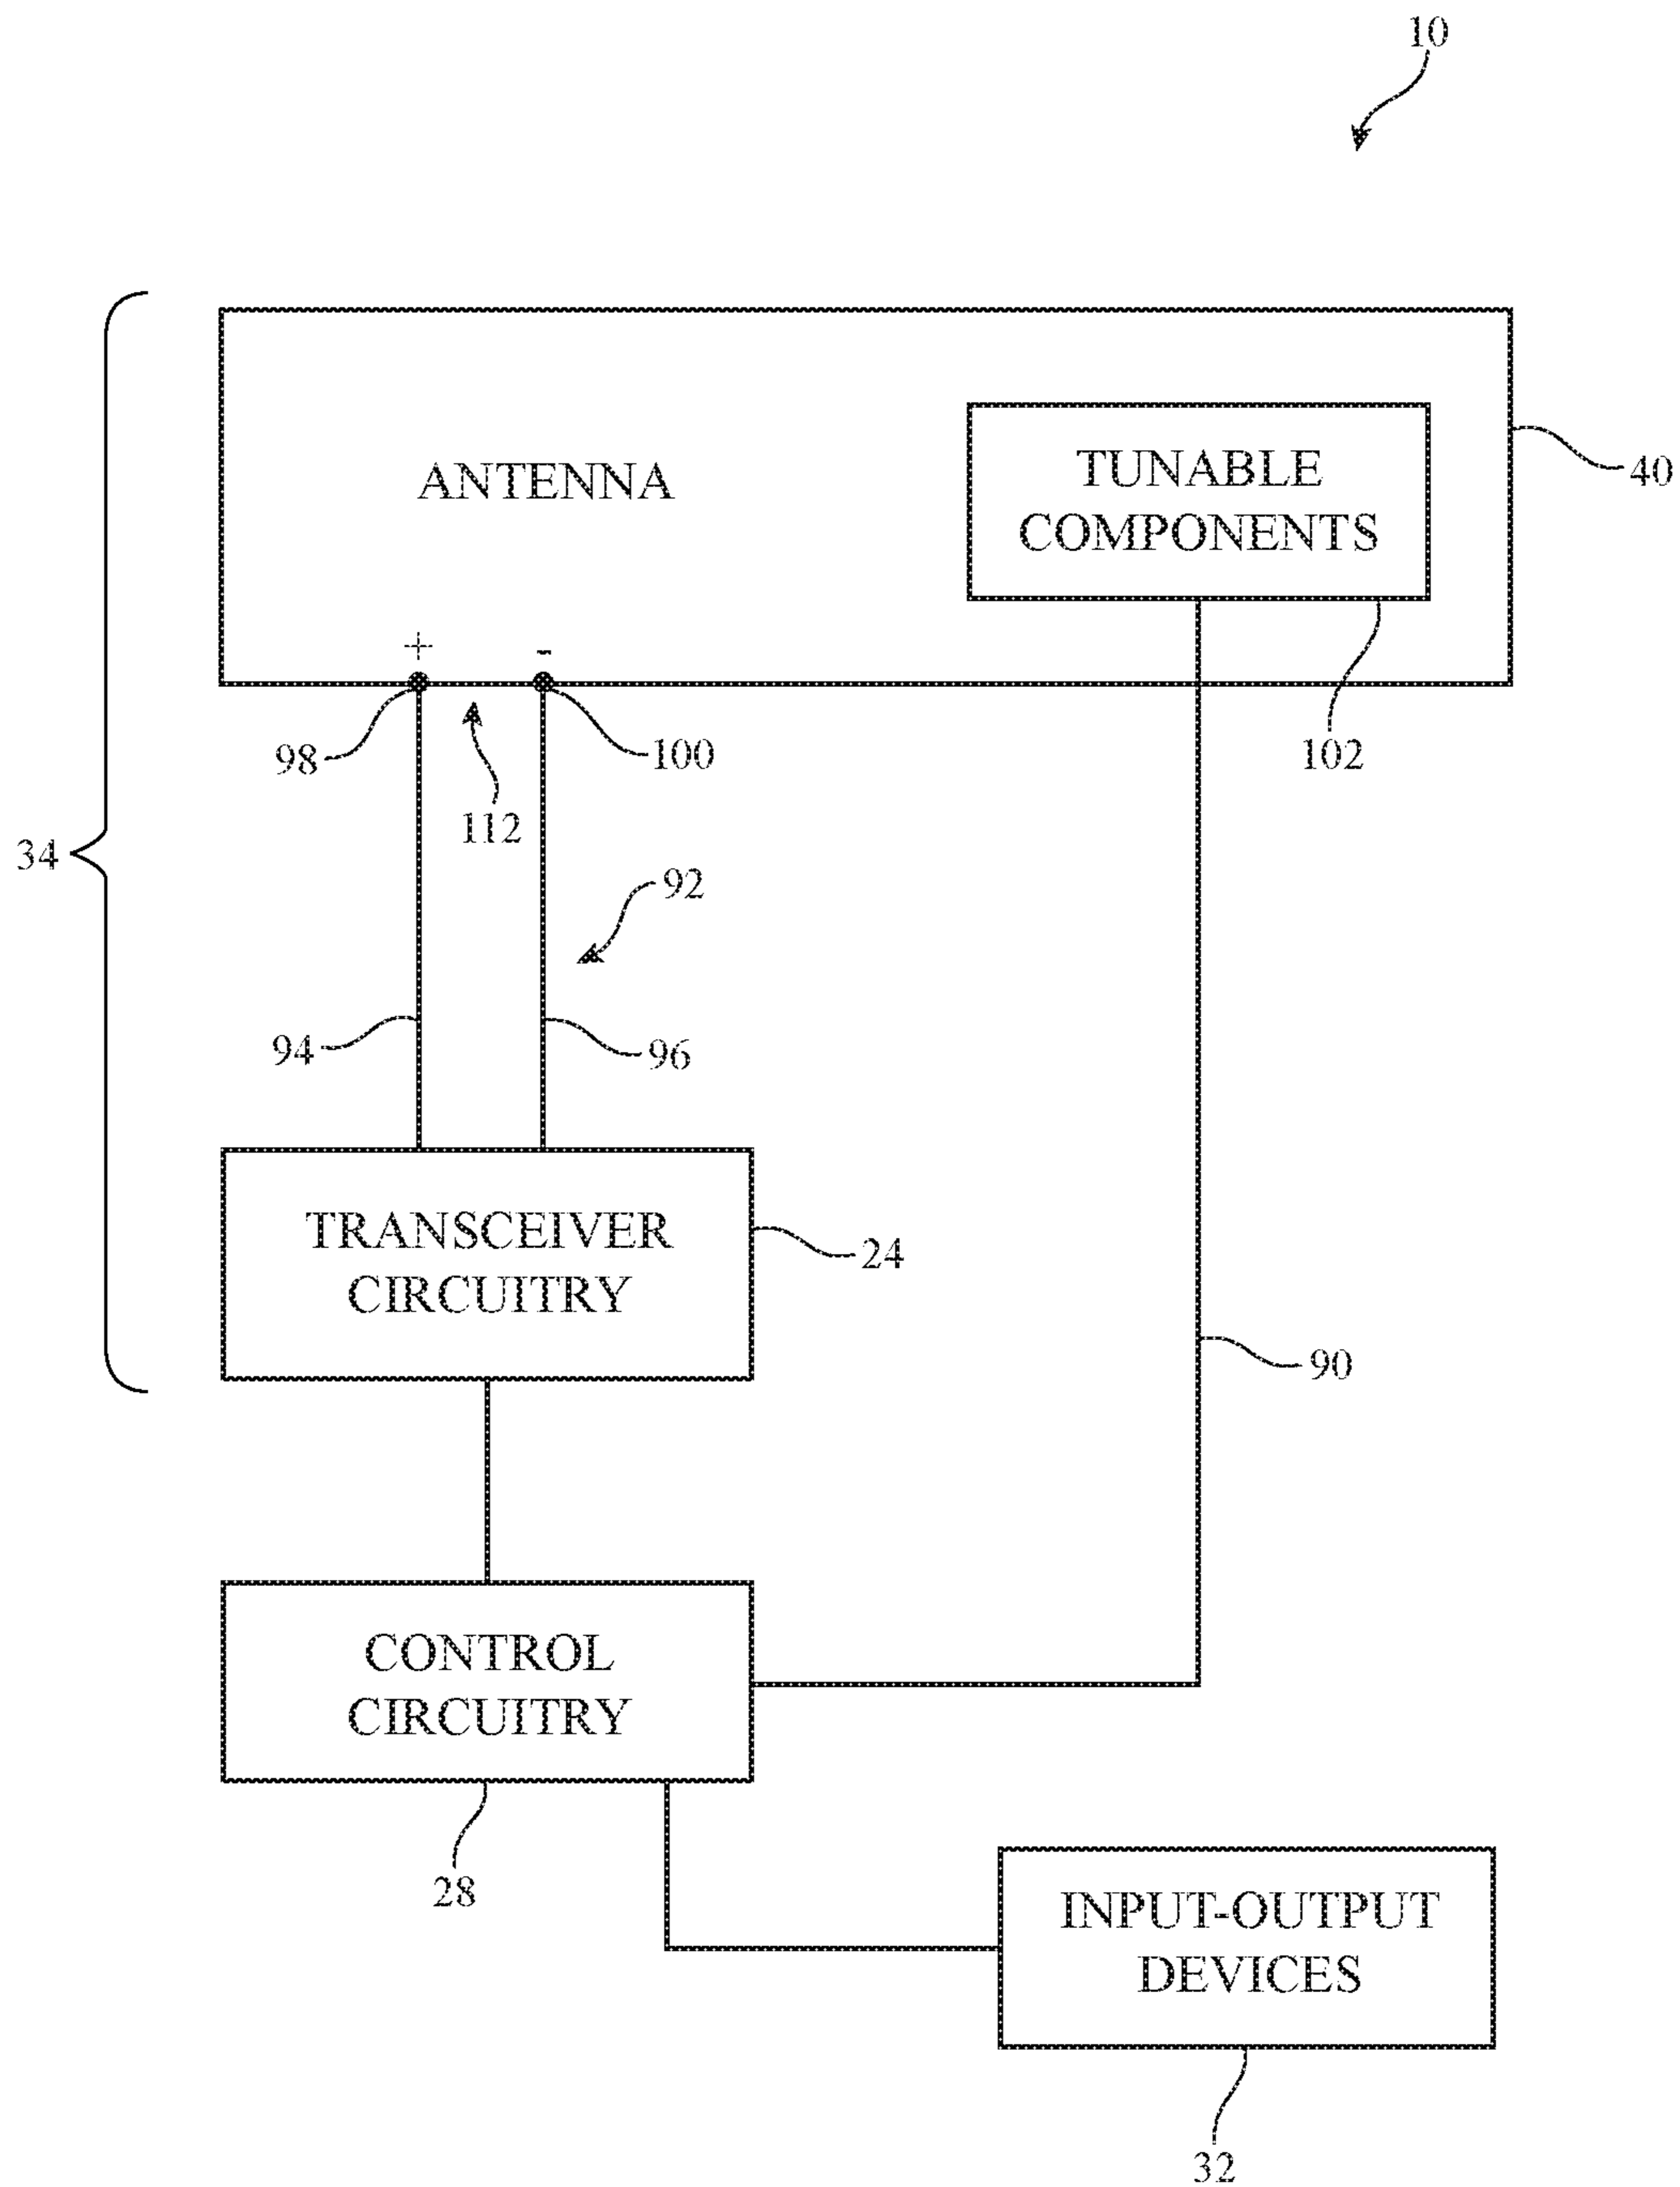 10
ANTENNA
TUNABLE
COMPONENTS
40
+ -
98
100
102
112
34
92
94
96
TRANSCEIVER
CIRCUITRY
24
90
CONTROL
CIRCUITRY
28
INPUT-OUTPUT
DEVICES
32